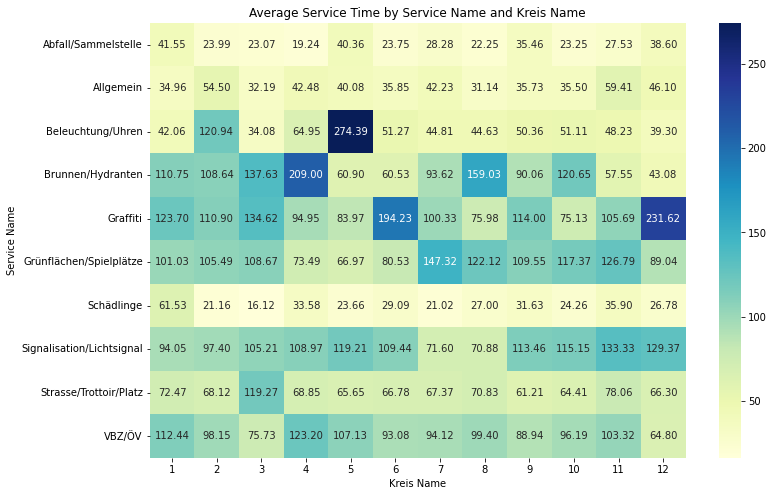 Average Service Time by Service Name and Kreis Name
Service Name
Abfall/Sammelstelle 41.55 23.99 23.07 19.24 40.36 23.75 28.28 22.25 35.46 23.25 27.53 38.60
Allgemein 34.96 54.50 32.19 42.48 40.08 35.85 42.23 31.14 35.73 35.50 59.41 46.10
Beleuchtung/Uhren 42.06 120.94 34.08 64.95 274.39 51.27 44.81 44.63 50.36 51.11 48.23 39.30
Brunnen/Hydranten 110.75 108.64 137.63 209.00 60.90 60.53 93.62 159.03 90.06 120.65 57.55 43.08
Graffiti 123.70 110.90 134.62 94.95 83.97 194.23 100.33 75.98 114.00 75.13 105.69 231.62
Grünflächen/Spielplätze 101.03 105.49 108.67 73.49 66.97 80.53 147.32 122.12 109.55 117.37 126.79 89.04
Schädlinge 61.53 21.16 16.12 33.58 23.66 29.09 21.02 27.00 31.63 24.26 35.90 26.78
Signalisation/Lichtsignal 94.05 97.40 105.21 108.97 119.21 109.44 71.60 70.88 113.46 115.15 133.33 129.37
Strasse/Trottoir/Platz 72.47 68.12 119.27 68.85 65.65 66.78 67.37 70.83 61.21 64.41 78.06 66.30
VBZ/ÖV 112.44 98.15 75.73 123.20 107.13 93.08 94.12 99.40 88.94 96.19 103.32 64.80
1 2 3 4 5 6 7 8 9 10 11 12
Kreis Name
250
200
150
100
50